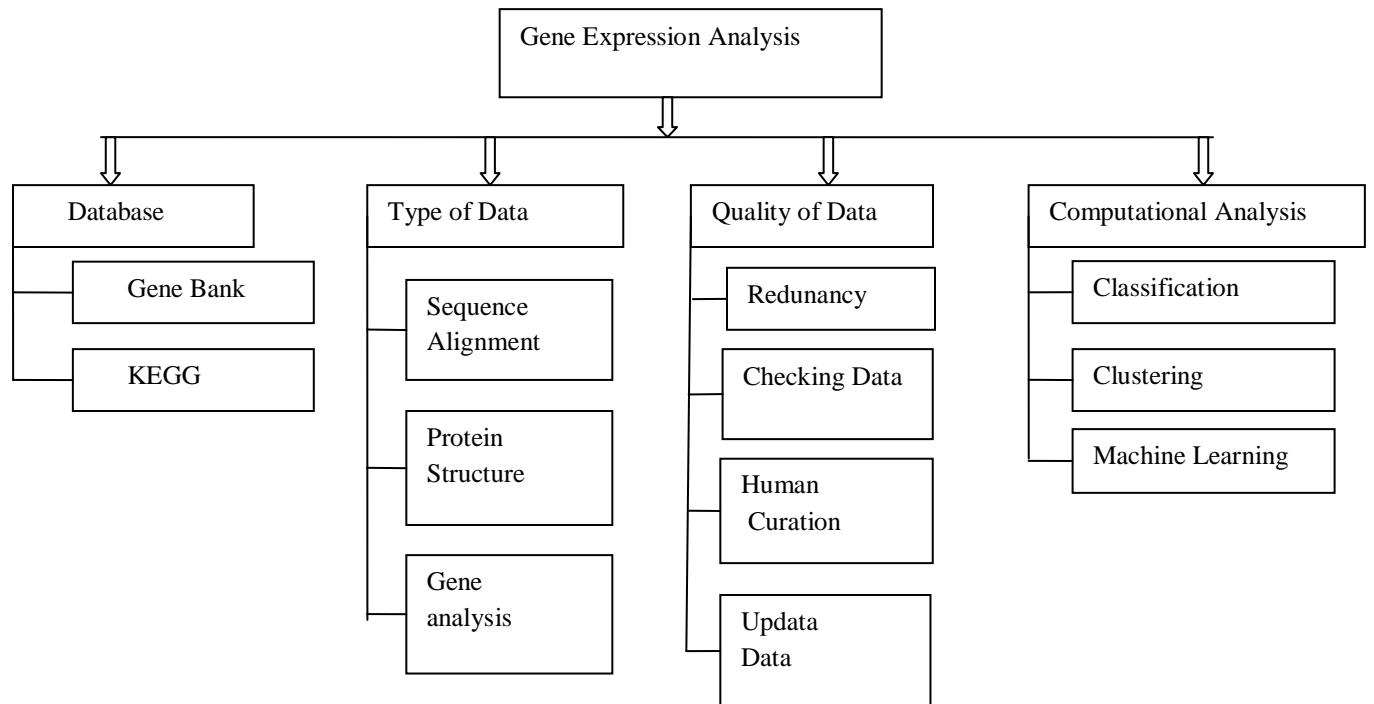 Gene Expression Analysis
Database
Gene Bank
KEGG
Type of Data
Sequence
Alignment
Protein
Structure
Gene
analysis
Quality of Data
Redunancy
Checking Data
Human
Curation
Updata
Data
Computational Analysis
Classification
Clustering
Machine Learning